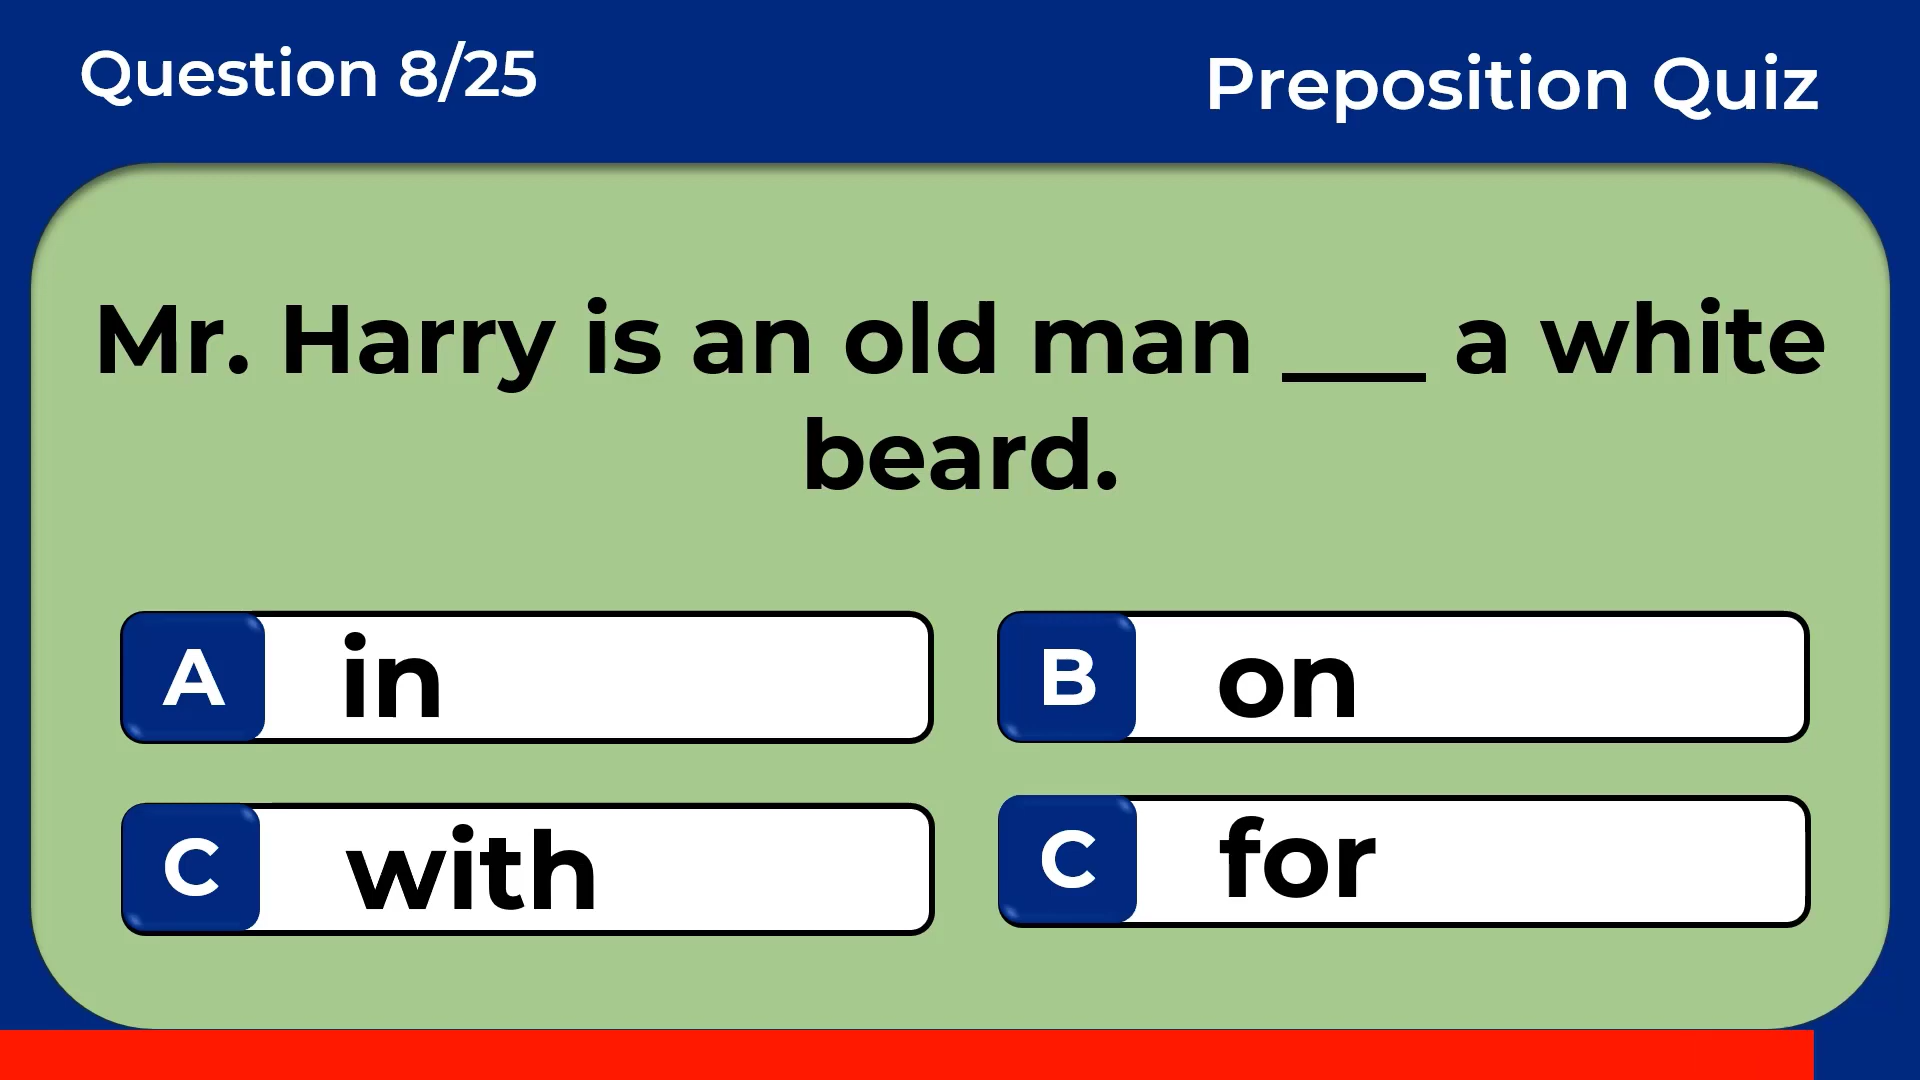 Question 8/25
Preposition Quiz
Mr. Harry is an old man ___ a white
beard.
A in
B on
C with
C for